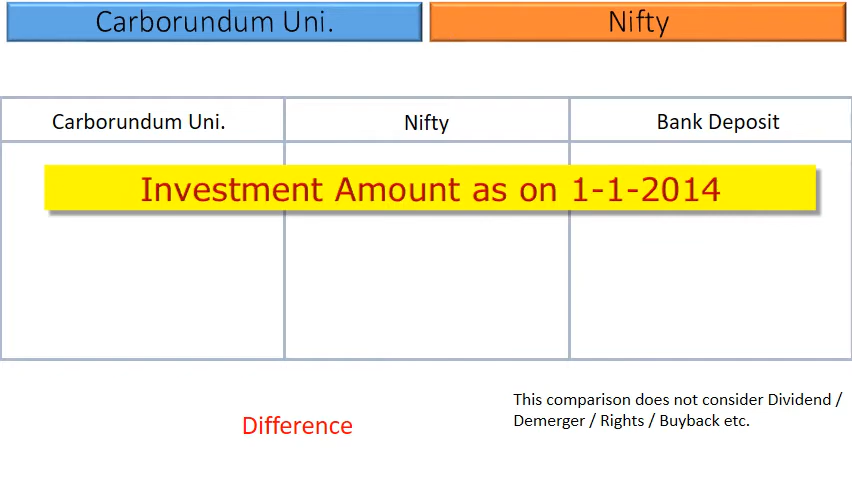 Carborundum Uni.
Nifty
Carborundum Uni.
Nifty
Bank Deposit
Investment Amount as on 1-1-2014
This comparison does not consider Dividend /
Demerger / Rights / Buyback etc.
Difference